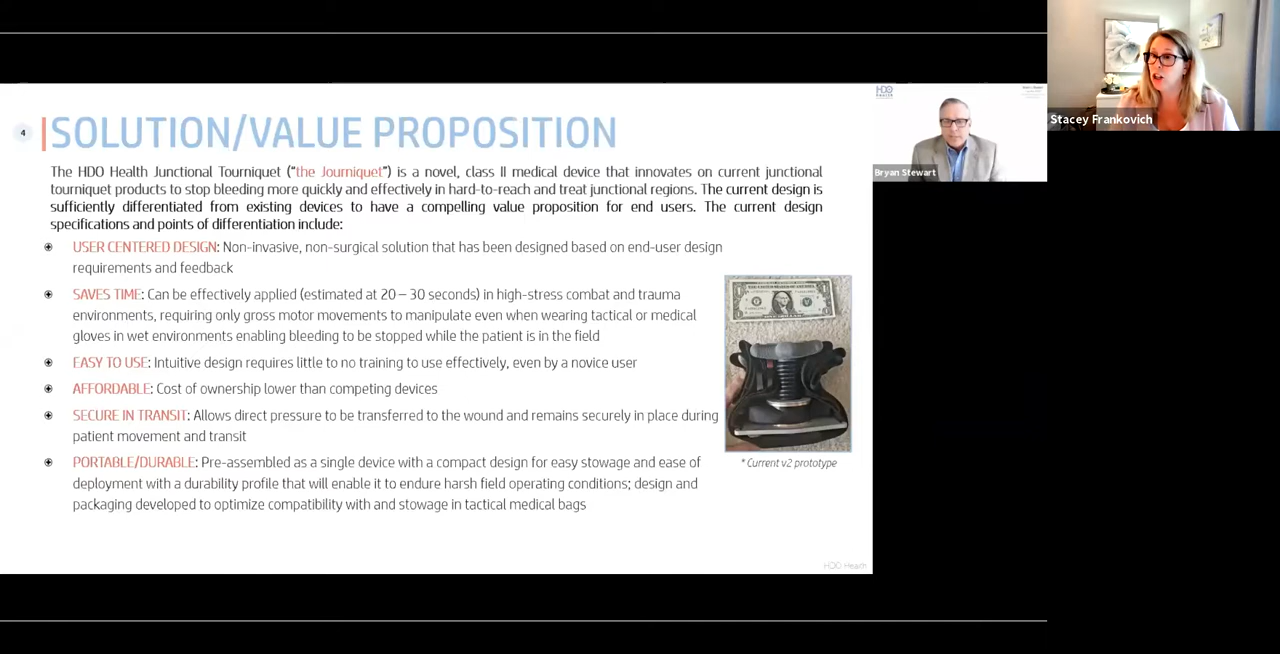 4
SOLUTION/VALUE PROPOSITION
The HDO Health Junctional Tourniquet ("the Journiquet") is a novel, class II medical device that innovates on current junctional
tourniquet products to stop bleeding more quickly and effectively in hard-to-reach and treat junctional regions. The current design is
sufficiently differentiated from existing devices to have a compelling value proposition for end users. The current design
specifications and points of differentiation include:
USER CENTERED DESIGN: Non-invasive, non-surgical solution that has been designed based on end-user design
requirements and feedback
SAVES TIME: Can be effectively applied (estimated at 20 – 30 seconds) in high-stress combat and trauma
environments, requiring only gross motor movements to manipulate even when wearing tactical or medical
gloves in wet environments enabling bleeding to be stopped while the patient is in the field
EASY TO USE: Intuitive design requires little to no training to use effectively, even by a novice user
AFFORDABLE: Cost of ownership lower than competing devices
SECURE IN TRANSIT: Allows direct pressure to be transferred to the wound and remains securely in place during
patient movement and transit
PORTABLE/DURABLE: Pre-assembled as a single device with a compact design for easy stowage and ease of
deployment with a durability profile that will enable it to endure harsh field operating conditions; design and
packaging developed to optimize compatibility with and stowage in tactical medical bags
* Current v2 prototype
HDO Health
HDO
Health
Bryan Stewart
Stacey Frankovich